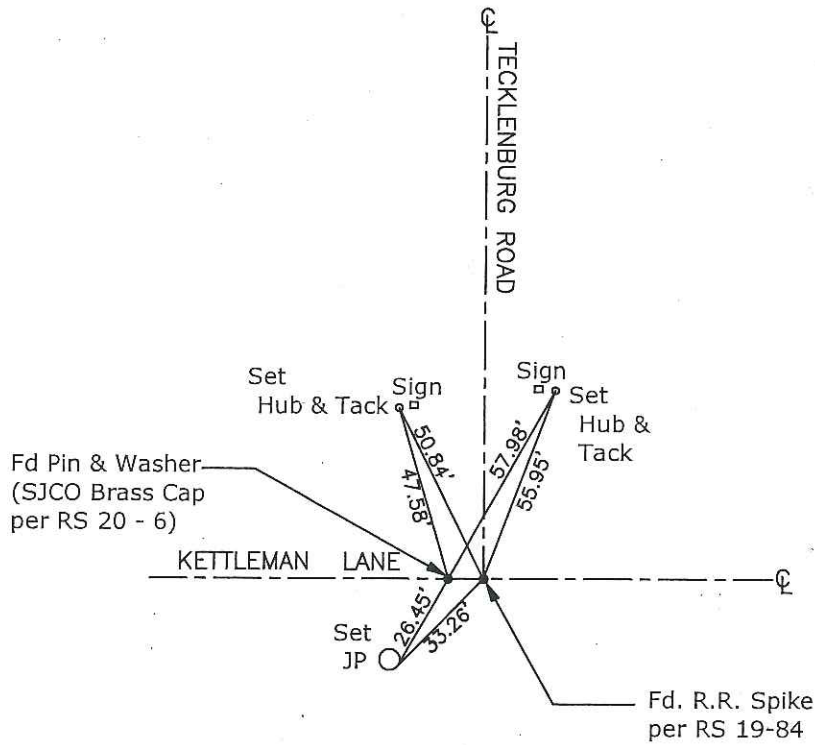 ℄
TECKLENBURG ROAD
Set
Hub & Tack
Sign
Sign
Set
Hub &
Tack
50.84'
47.58'
57.98'
55.95'
Fd Pin & Washer
(SJCO Brass Cap
per RS 20 - 6)
KETTLEMAN LANE
℄
26.45'
33.26'
Set
JP
Fd. R.R. Spike
per RS 19-84